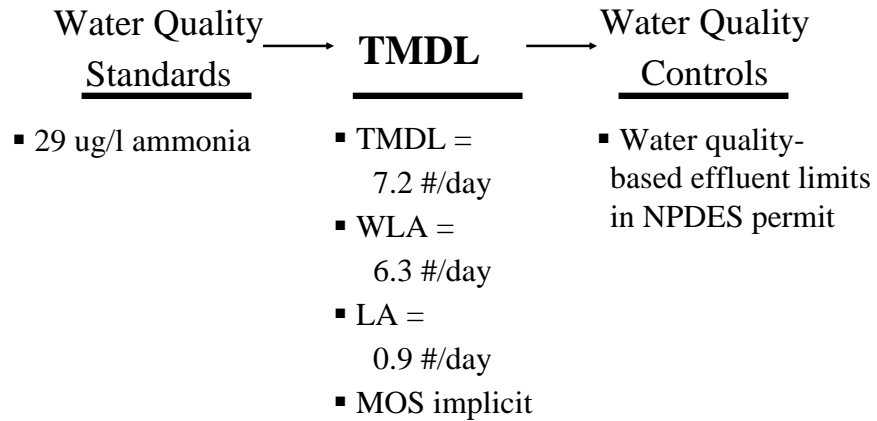 Water Quality
Standards
TMDL
Water Quality
Controls
▪ 29 ug/l ammonia
▪ TMDL =
7.2 #/day
▪ WLA =
6.3 #/day
▪ LA =
0.9 #/day
▪ MOS implicit
▪ Water quality-
based effluent limits
in NPDES permit